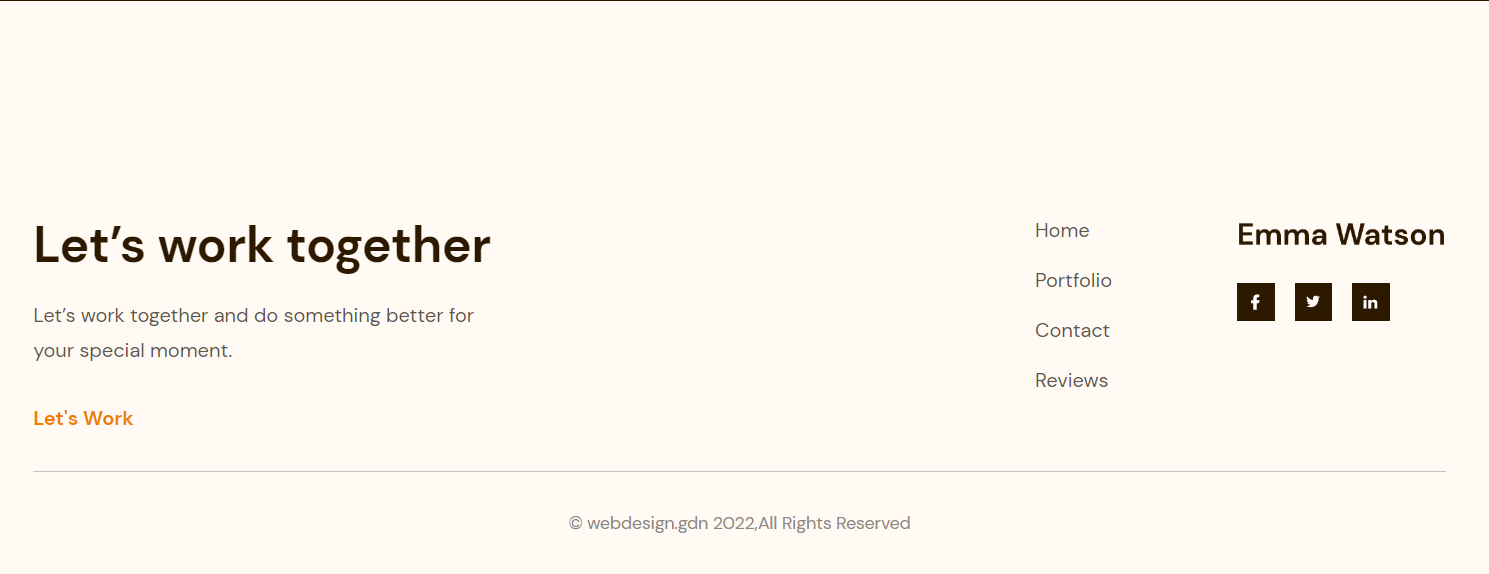 Let’s work together
Let’s work together and do something better for
your special moment.
Let's Work
Home
Portfolio
Contact
Reviews
Emma Watson
© webdesign.gdn 2022,All Rights Reserved